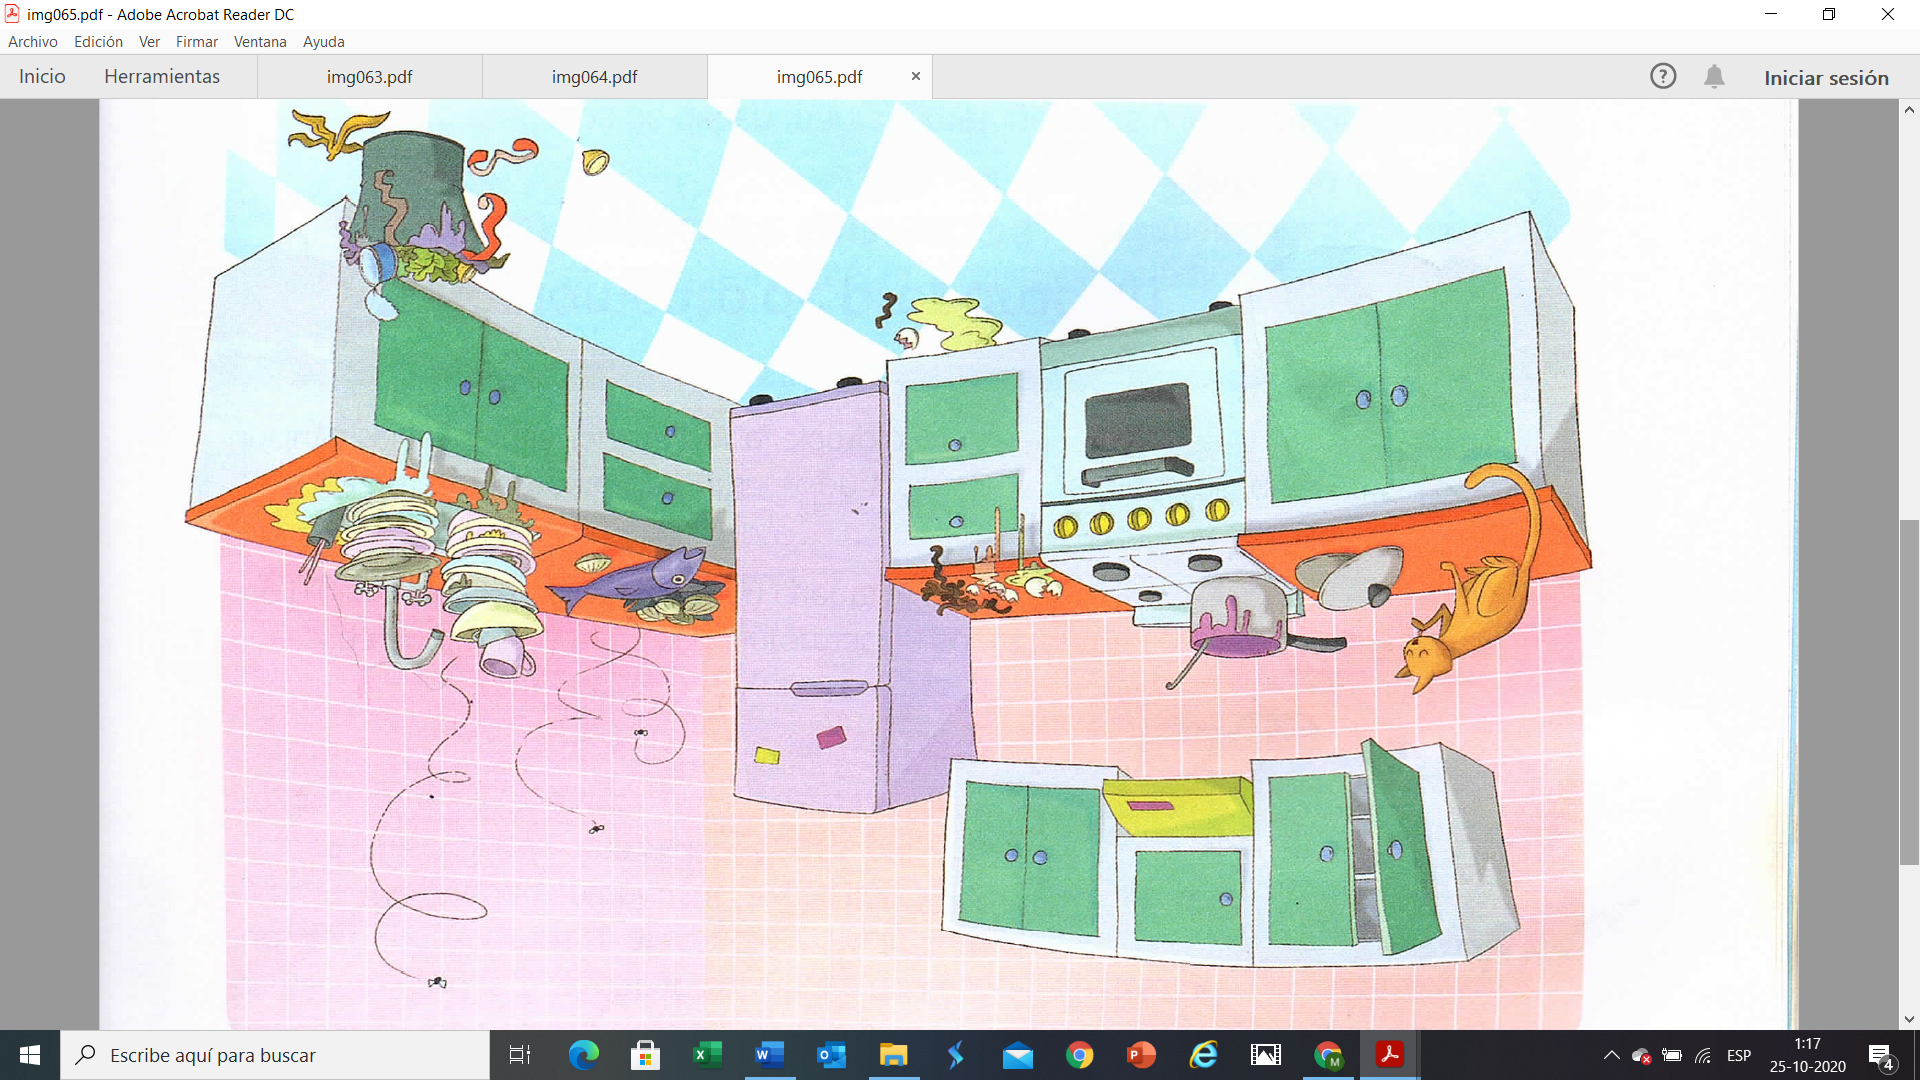 img065.pdf - Adobe Acrobat Reader DC
Archivo Edición Ver Firmar Ventana Ayuda
Inicio Herramientas img063.pdf img064.pdf img065.pdf Iniciar sesión
Escribe aquí para buscar
ESP
1:17
25-10-2020
4